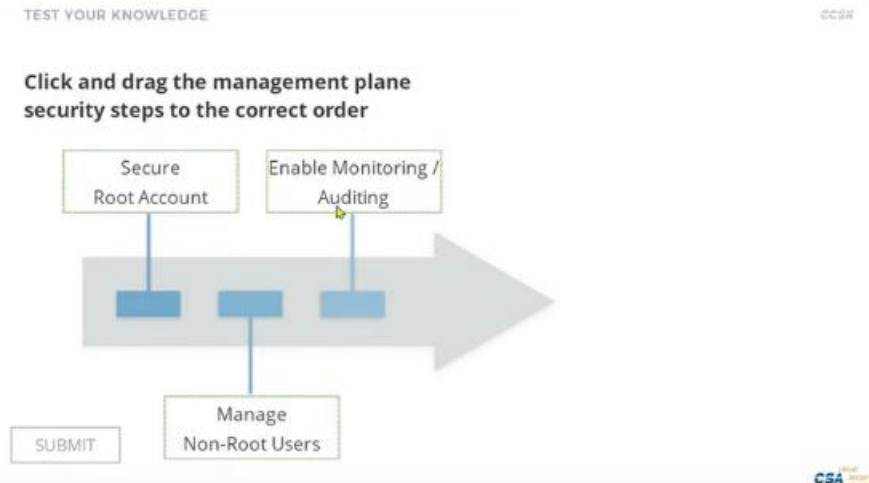 TEST YOUR KNOWLEDGE
CCSK
Click and drag the management plane
security steps to the correct order
Secure
Root Account
Enable Monitoring /
Auditing
Manage
Non-Root Users
SUBMIT
CSA